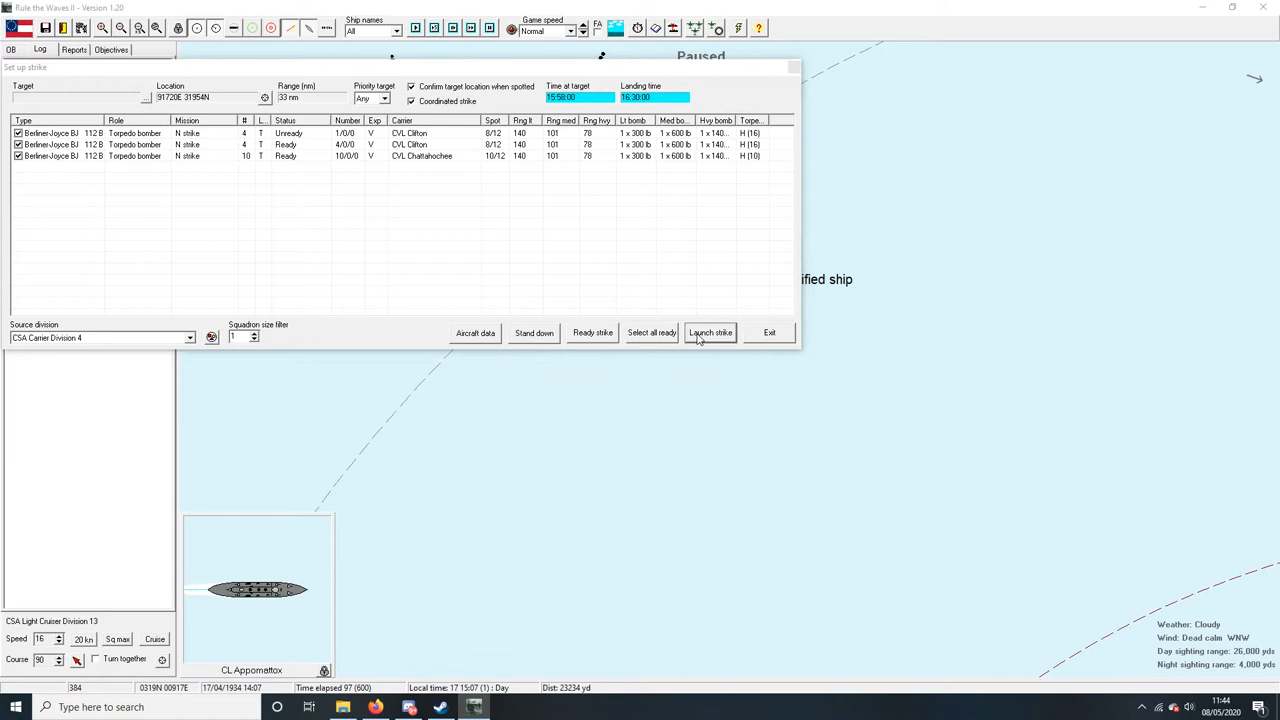 Rule the Waves II - Version 1.20
Ship names
All
Game speed
Normal
FA
OB
Log
Reports
Objectives
Paused
Set up strike
Target
Location
Range (nm)
Priority target
Confirm target location when spotted
Time at target
Landing time
...
91720E 31954N
33 nm
Any
Coordinated strike
15:58:00
16:30:00
Type Role Mission # L... Status Number Exp Carrier Spot Rng lt Rng med Rng hvy Lt bomb Med bo... Hvy bomb Torpe...
Berliner-Joyce BJ 112 B Torpedo bomber N strike 4 T Unready 1/0/0 V CVL Clifton 8/12 140 101 78 1 x 300 lb 1 x 600 lb 1 x 140... H (16)
Berliner-Joyce BJ 112 B Torpedo bomber N strike 4 T Ready 4/0/0 V CVL Clifton 8/12 140 101 78 1 x 300 lb 1 x 600 lb 1 x 140... H (16)
Berliner-Joyce BJ 112 B Torpedo bomber N strike 10 T Ready 10/0/0 V CVL Chattahochee 10/12 140 101 78 1 x 300 lb 1 x 600 lb 1 x 140... H (10)
ified ship
Source division
Squadron size filter
CSA Carrier Division 4
1
Aircraft data
Stand down
Ready strike
Select all ready
Launch strike
Exit
CSA Light Cruiser Division 13
Speed 16 20 kn Sq max Cruise
Course 90 Turn together
CL Appomattox
Weather: Cloudy
Wind: Dead calm WNW
Day sighting range: 26,000 yds
Night sighting range: 4,000 yds
384 0319N 00917E 17/04/1934 14:07 Time elapsed 97 (600) Local time: 17 15:07 (1) : Day Dist: 23234 yd
Type here to search
11:44
08/05/2020